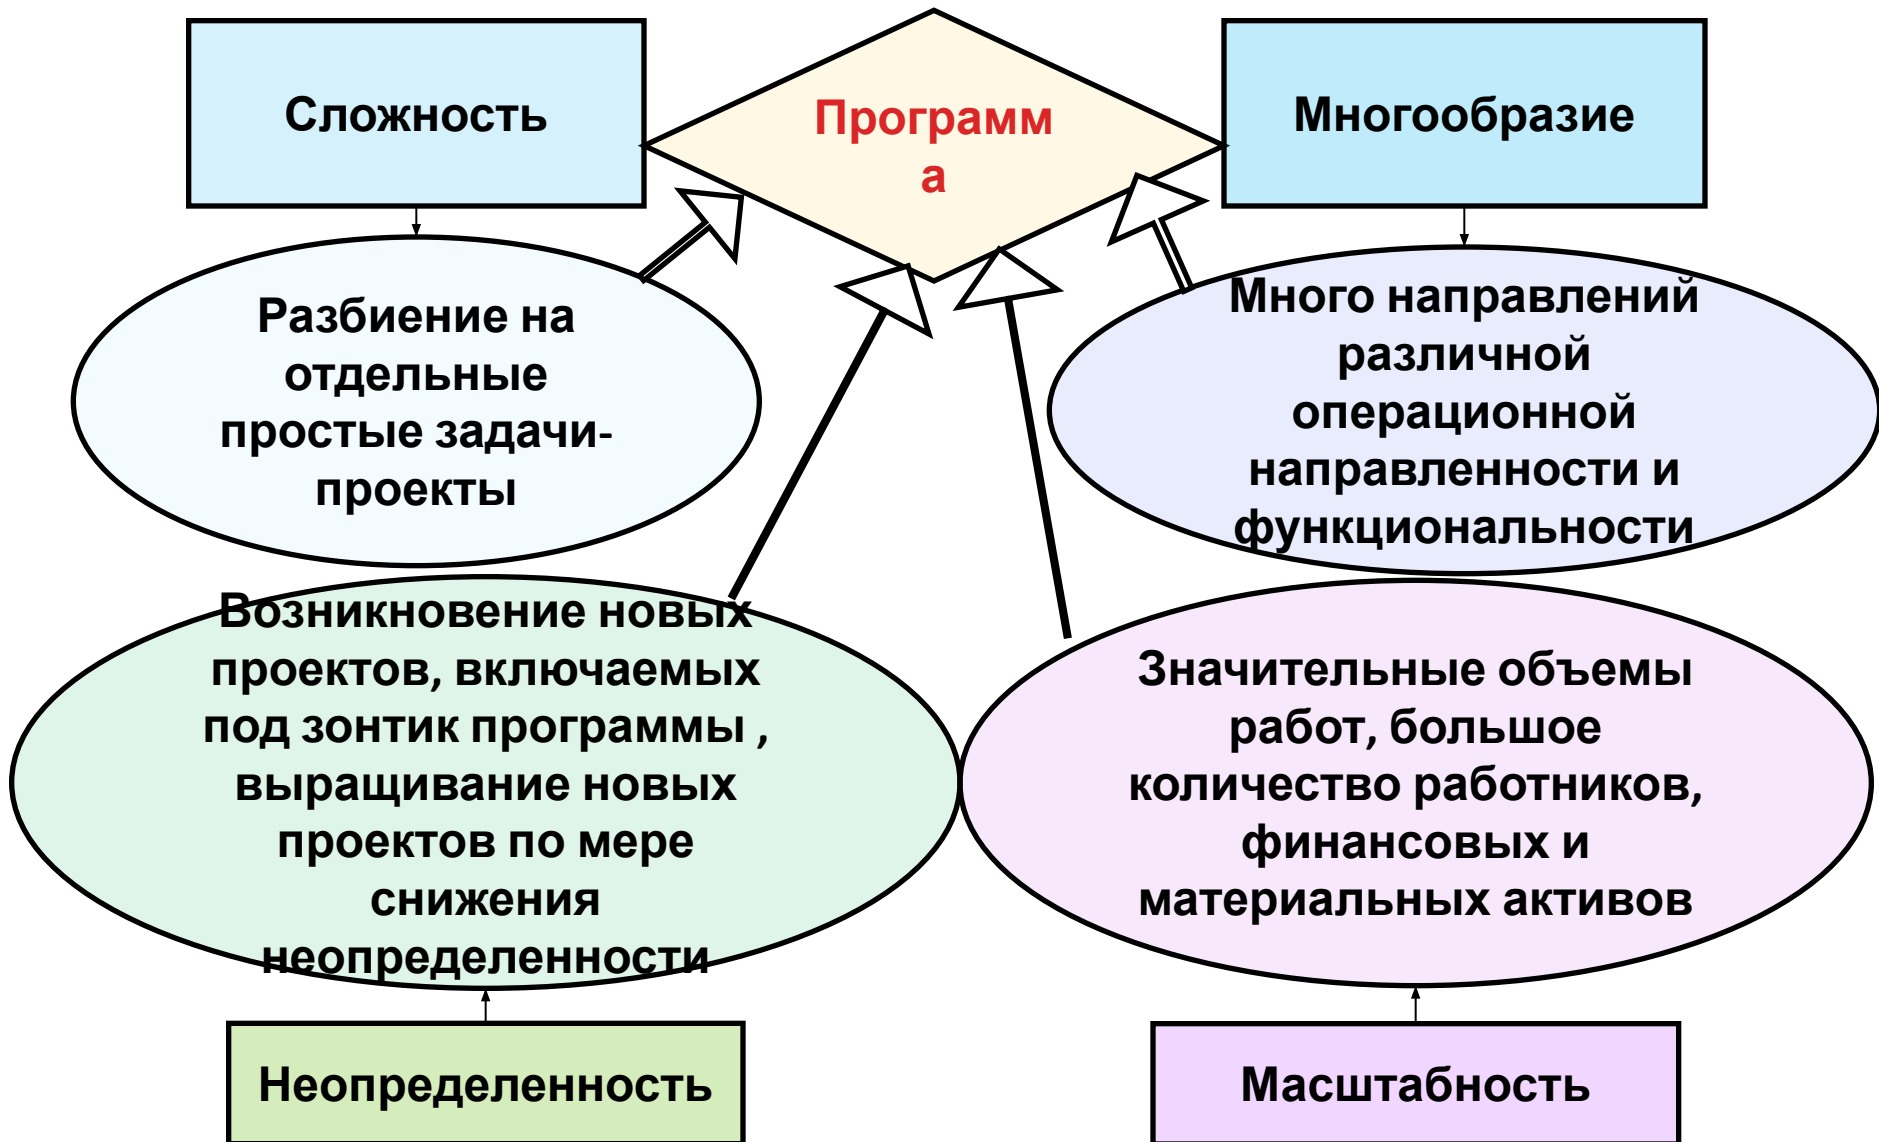 Сложность
Программ
а
Многообразие
Разбиение на
отдельные
простые задачи-
проекты
Много направлений
различной
операционной
направленности и
функциональности
Возникновение новых
проектов, включаемых
под зонтик программы ,
выращивание новых
проектов по мере
снижения
неопределенности
Значительные объемы
работ, большое
количество работников,
финансовых и
материальных активов
Неопределенность
Масштабность